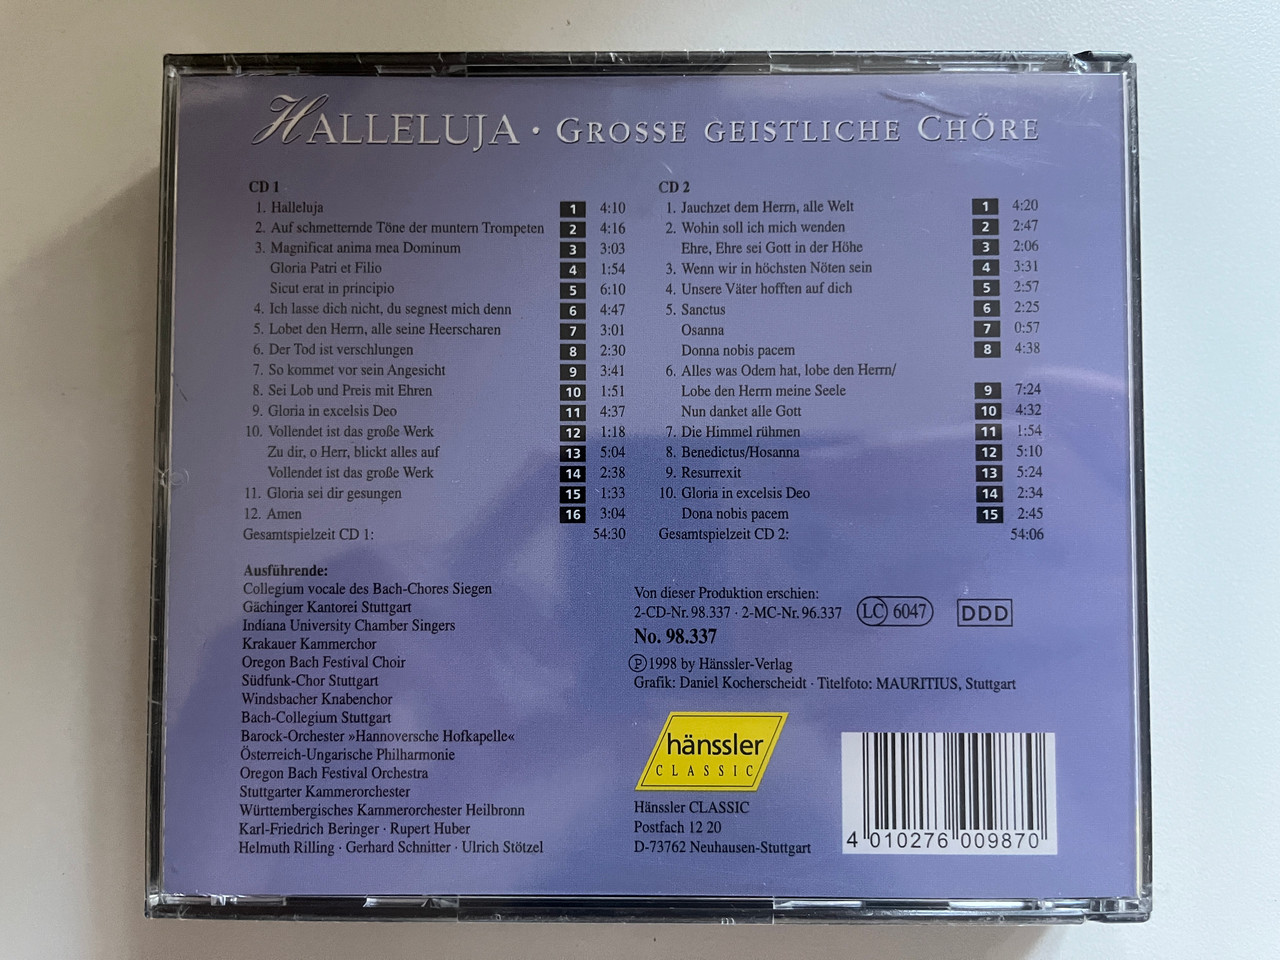 HALLELUJA · GROSSE GEISTLICHE CHÖRE
CD 1
1. Halleluja 1 4:10
2. Auf schmetternde Töne der muntern Trompeten 2 4:16
3. Magnificat anima mea Dominum 3 3:03
Gloria Patri et Filio 4 1:54
Sicut erat in principio 5 6:10
4. Ich lasse dich nicht, du segnest mich denn 6 4:47
5. Lobet den Herrn, alle seine Heerscharen 7 3:01
6. Der Tod ist verschlungen 8 2:30
7. So kommet vor sein Angesicht 9 3:41
8. Sei Lob und Preis mit Ehren 10 1:51
9. Gloria in excelsis Deo 11 4:37
10. Vollendet ist das große Werk 12 1:18
Zu dir, o Herr, blickt alles auf 13 5:04
Vollendet ist das große Werk 14 2:38
11. Gloria sei dir gesungen 15 1:33
12. Amen 16 3:04
Gesamtspielzeit CD 1: 54:30
CD 2
1. Jauchzet dem Herrn, alle Welt 1 4:20
2. Wohin soll ich mich wenden 2 2:47
Ehre, Ehre sei Gott in der Höhe 3 2:06
3. Wenn wir in höchsten Nöten sein 4 3:31
4. Unsere Väter hofften auf dich 5 2:57
5. Sanctus 6 2:25
Osanna 7 0:57
Donna nobis pacem 8 4:38
6. Alles was Odem hat, lobe den Herrn/
Lobe den Herrn meine Seele 9 7:24
Nun danket alle Gott 10 4:32
7. Die Himmel rühmen 11 1:54
8. Benedictus/Hosanna 12 5:10
9. Resurrexit 13 5:24
10. Gloria in excelsis Deo 14 2:34
Dona nobis pacem 15 2:45
Gesamtspielzeit CD 2: 54:06
Ausführende:
Collegium vocale des Bach-Chores Siegen
Gächinger Kantorei Stuttgart
Indiana University Chamber Singers
Krakauer Kammerchor
Oregon Bach Festival Choir
Südfunk-Chor Stuttgart
Windsbacher Knabenchor
Bach-Collegium Stuttgart
Barock-Orchester »Hannoversche Hofkapelle«
Österreich-Ungarische Philharmonie
Oregon Bach Festival Orchestra
Stuttgarter Kammerorchester
Württembergisches Kammerorchester Heilbronn
Karl-Friedrich Beringer · Rupert Huber
Helmuth Rilling · Gerhard Schnitter · Ulrich Stötzel
Von dieser Produktion erschien:
2-CD-Nr. 98.337 · 2-MC-Nr. 96.337 LC 6047 DDD
No. 98.337
Ⓟ 1998 by Hänssler-Verlag
Grafik: Daniel Kocherscheidt · Titelfoto: MAURITIUS, Stuttgart
hänssler
CLASSIC
Hänssler CLASSIC
Postfach 12 20
D-73762 Neuhausen-Stuttgart
4 010276 009870